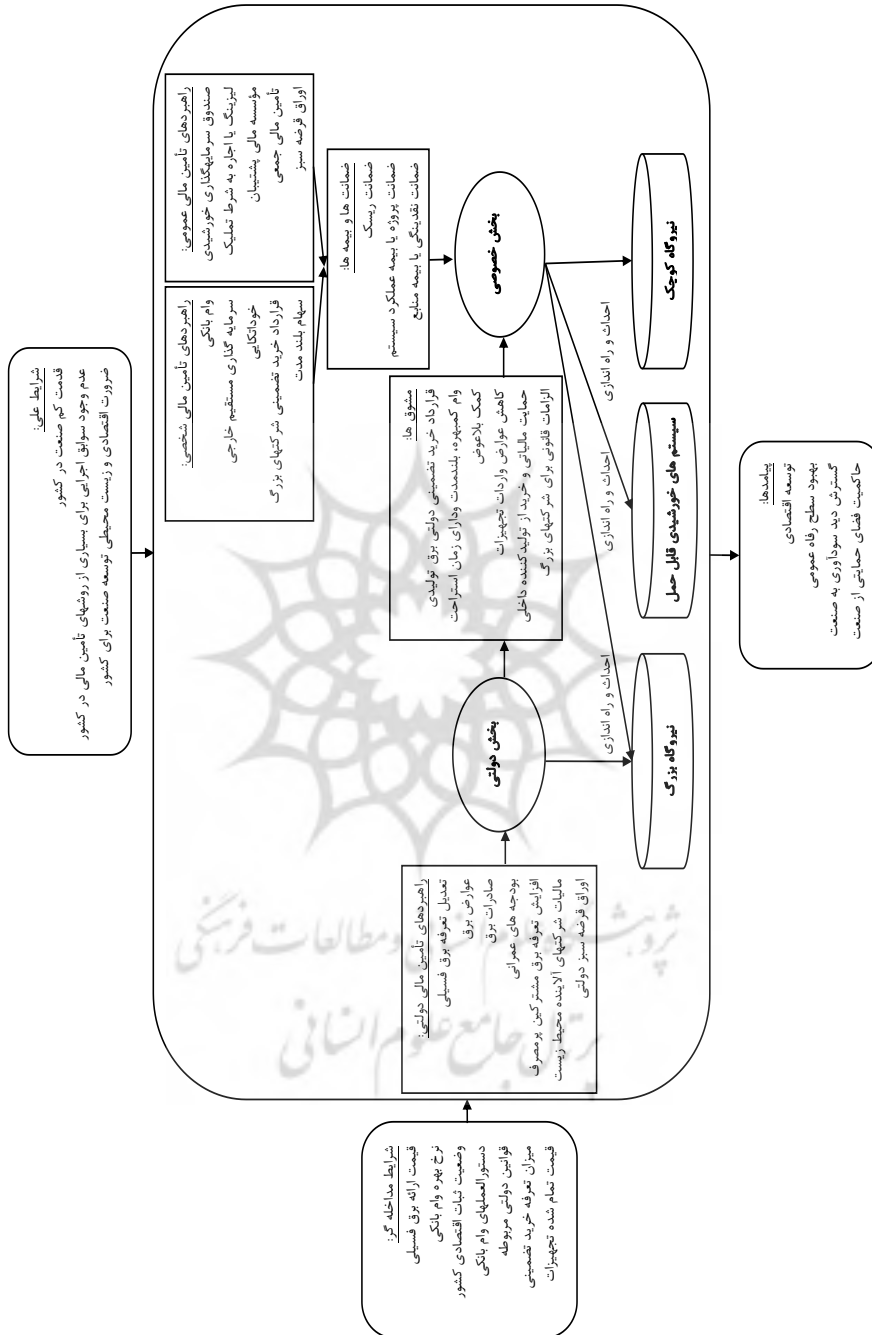 شرایط علی:
قدمت کم صنعت در کشور
عدم وجود سوابق اجرایی برای بسیاری از روشهای تأمین مالی در کشور
ضرورت اقتصادی و زیست محیطی توسعه صنعت برای کشور
راهبردهای تأمین مالی عمومی:
صندوق سرمایهگذاری خورشیدی
لیزینگ یا اجاره به شرط تملیک
مؤسسه مالی پشتیبان
تأمین مالی جمعی
اوراق قرضه سبز
راهبردهای تأمین مالی شخصی:
وام بانکی
سرمایه گذاری مستقیم خارجی
خوداتکایی
قرارداد خرید تضمینی شرکتهای بزرگ
سهام بلند مدت
ضمانت ها و بیمه ها:
ضمانت ریسک
ضمانت پروژه یا بیمه عملکرد سیستم
ضمانت نقدینگی یا بیمه منابع
مشوق ها:
قرارداد خرید تضمینی دولتی برق تولیدی
وام کمبهره، بلندمدت ودارای زمان استراحت
کمک بلاعوض
کاهش عوارض واردات تجهیزات
حمایت مالیاتی و خرید از تولیدکننده داخلی
الزامات قانونی برای شرکتهای بزرگ
بخش خصوصی
بخش دولتی
راهبردهای تأمین مالی دولتی:
تعدیل تعرفه برق فسیلی
عوارض برق
صادرات برق
بودجه های عمرانی
افزایش تعرفه برق مشترکین پرمصرف
مالیات شرکتهای آلاینده محیط زیست
اوراق قرضه سبز دولتی
احداث و راه اندازی
احداث و راه اندازی
احداث و راه اندازی
نیروگاه کوچک
سیستم های خورشیدی قابل حمل
نیروگاه بزرگ
شرایط مداخله گر:
قیمت ارائه برق فسیلی
نرخ بهره وام بانکی
وضعیت ثبات اقتصادی کشور
دستورالعملهای وام بانکی
قوانین دولتی مربوطه
میزان تعرفه خرید تضمینی
قیمت تمام شده تجهیزات
پیامدها:
توسعه اقتصادی
بهبود سطح رفاه عمومی
گسترش دید سودآوری به صنعت
حاکمیت فضای حمایتی از صنعت
پژوهشگاه علوم انسانی و مطالعات فرهنگی
پرتال جامع علوم انسانی